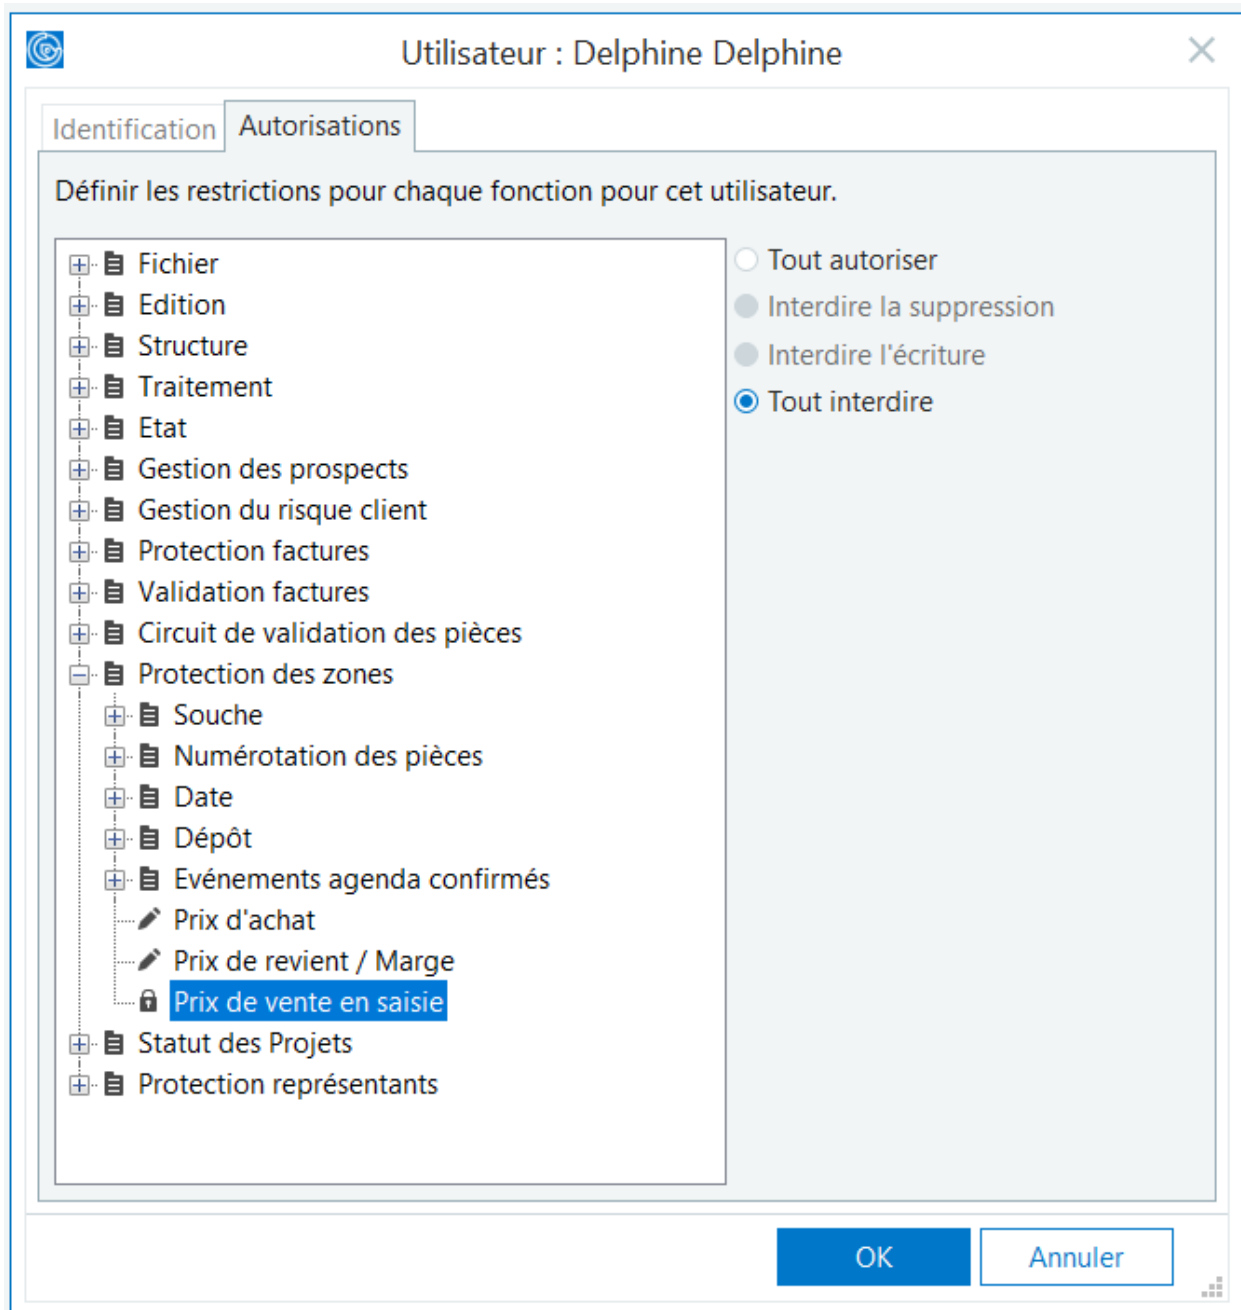 Utilisateur : Delphine Delphine
Identification
Autorisations
Définir les restrictions pour chaque fonction pour cet utilisateur.
Fichier
Edition
Structure
Traitement
Etat
Gestion des prospects
Gestion du risque client
Protection factures
Validation factures
Circuit de validation des pièces
Protection des zones
Souche
Numérotation des pièces
Date
Dépôt
Evénements agenda confirmés
Prix d'achat
Prix de revient / Marge
Prix de vente en saisie
Statut des Projets
Protection représentants
Tout autoriser
Interdire la suppression
Interdire l'écriture
Tout interdire
OK
Annuler